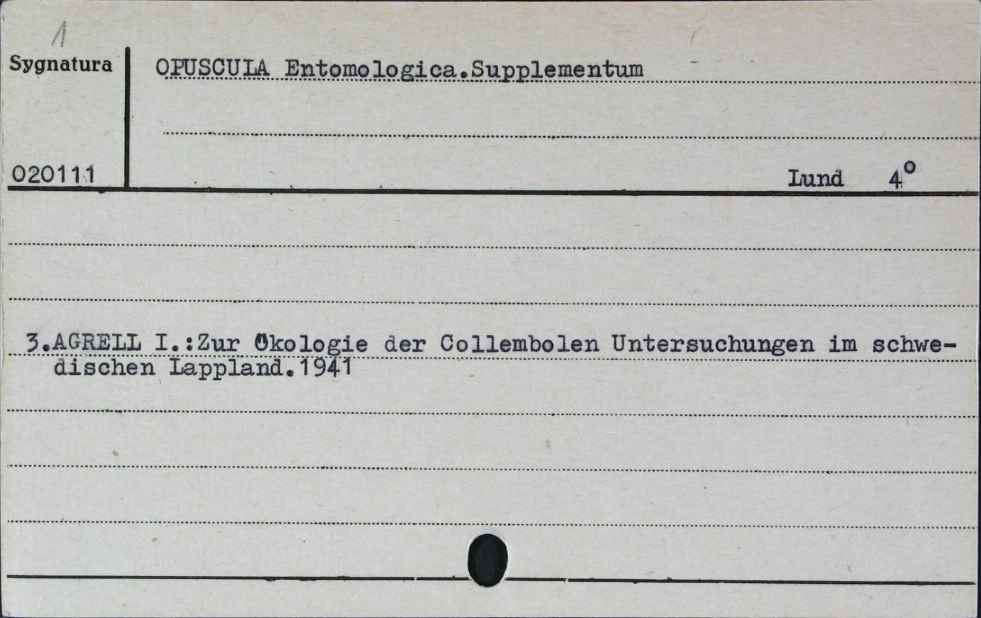 1
Sygnatura
OPUSCULA Entomologica.Supplementum
020111
Lund 4°
3.AGRELL I.:Zur Ökologie der Collembolen Untersuchungen im schwe-
dischen Lappland.1941